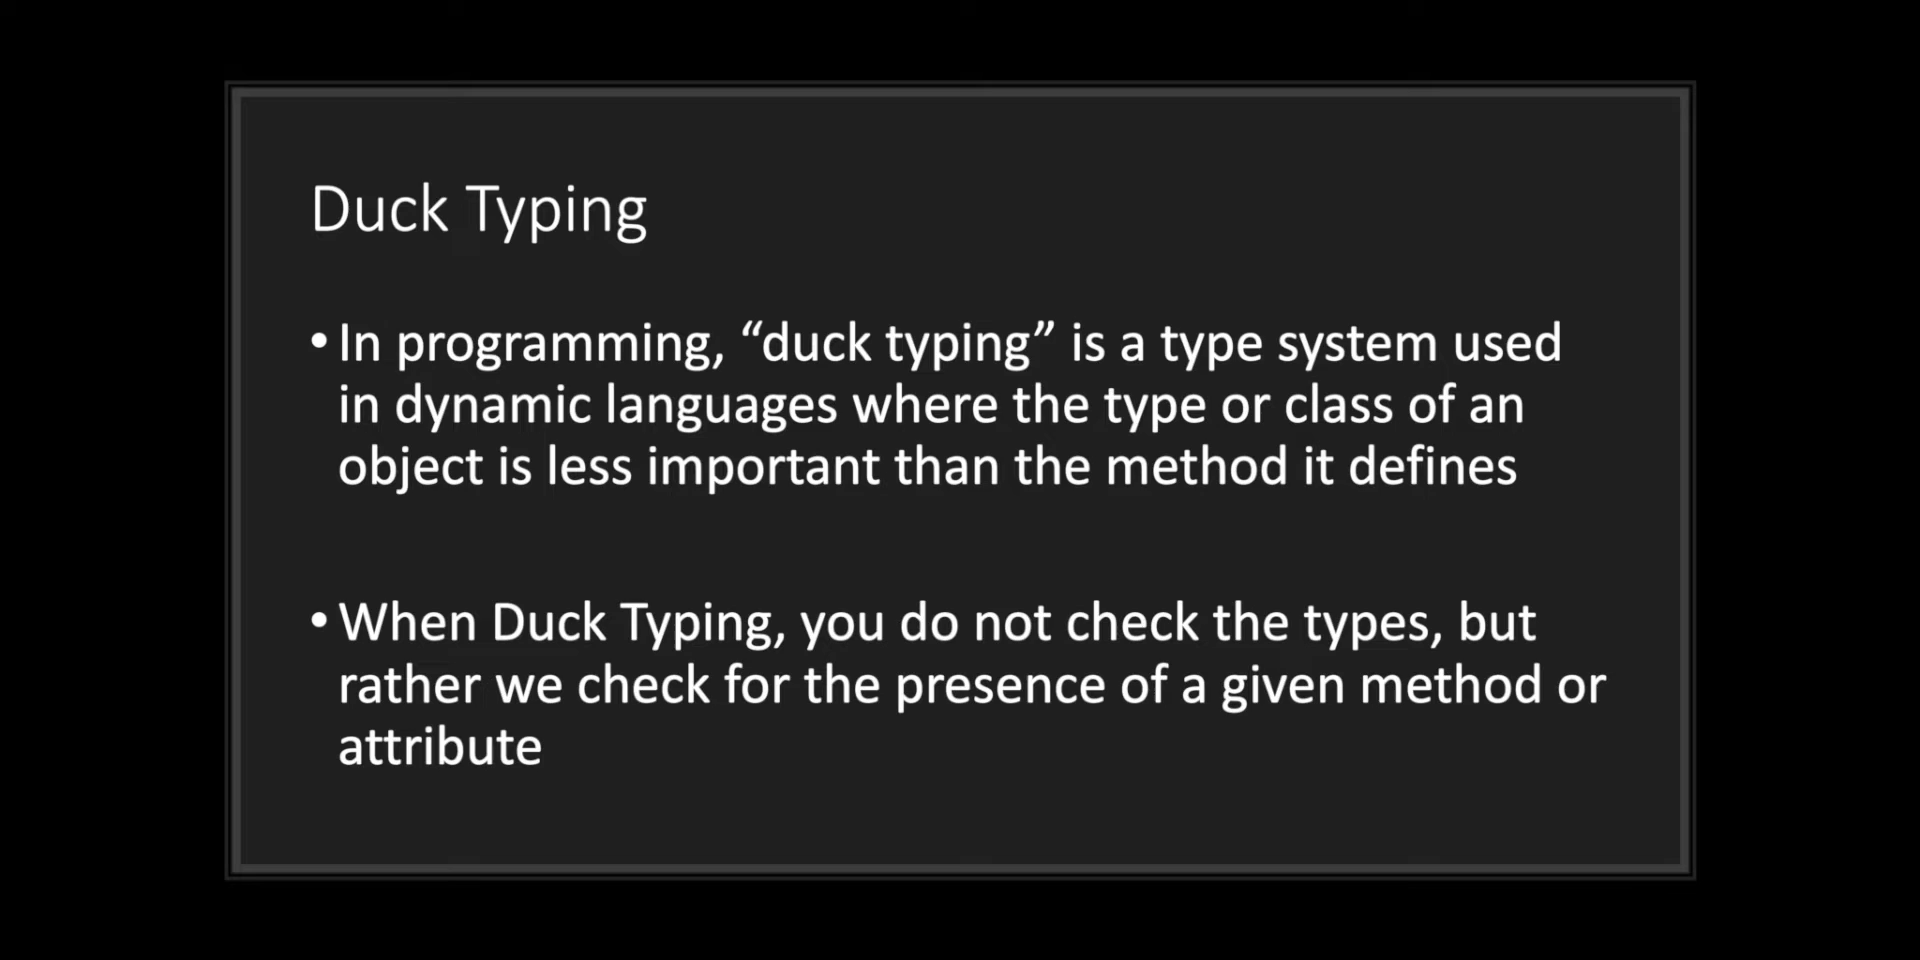 Duck Typing
• In programming, “duck typing” is a type system used
in dynamic languages where the type or class of an
object is less important than the method it defines
• When Duck Typing, you do not check the types, but
rather we check for the presence of a given method or
attribute